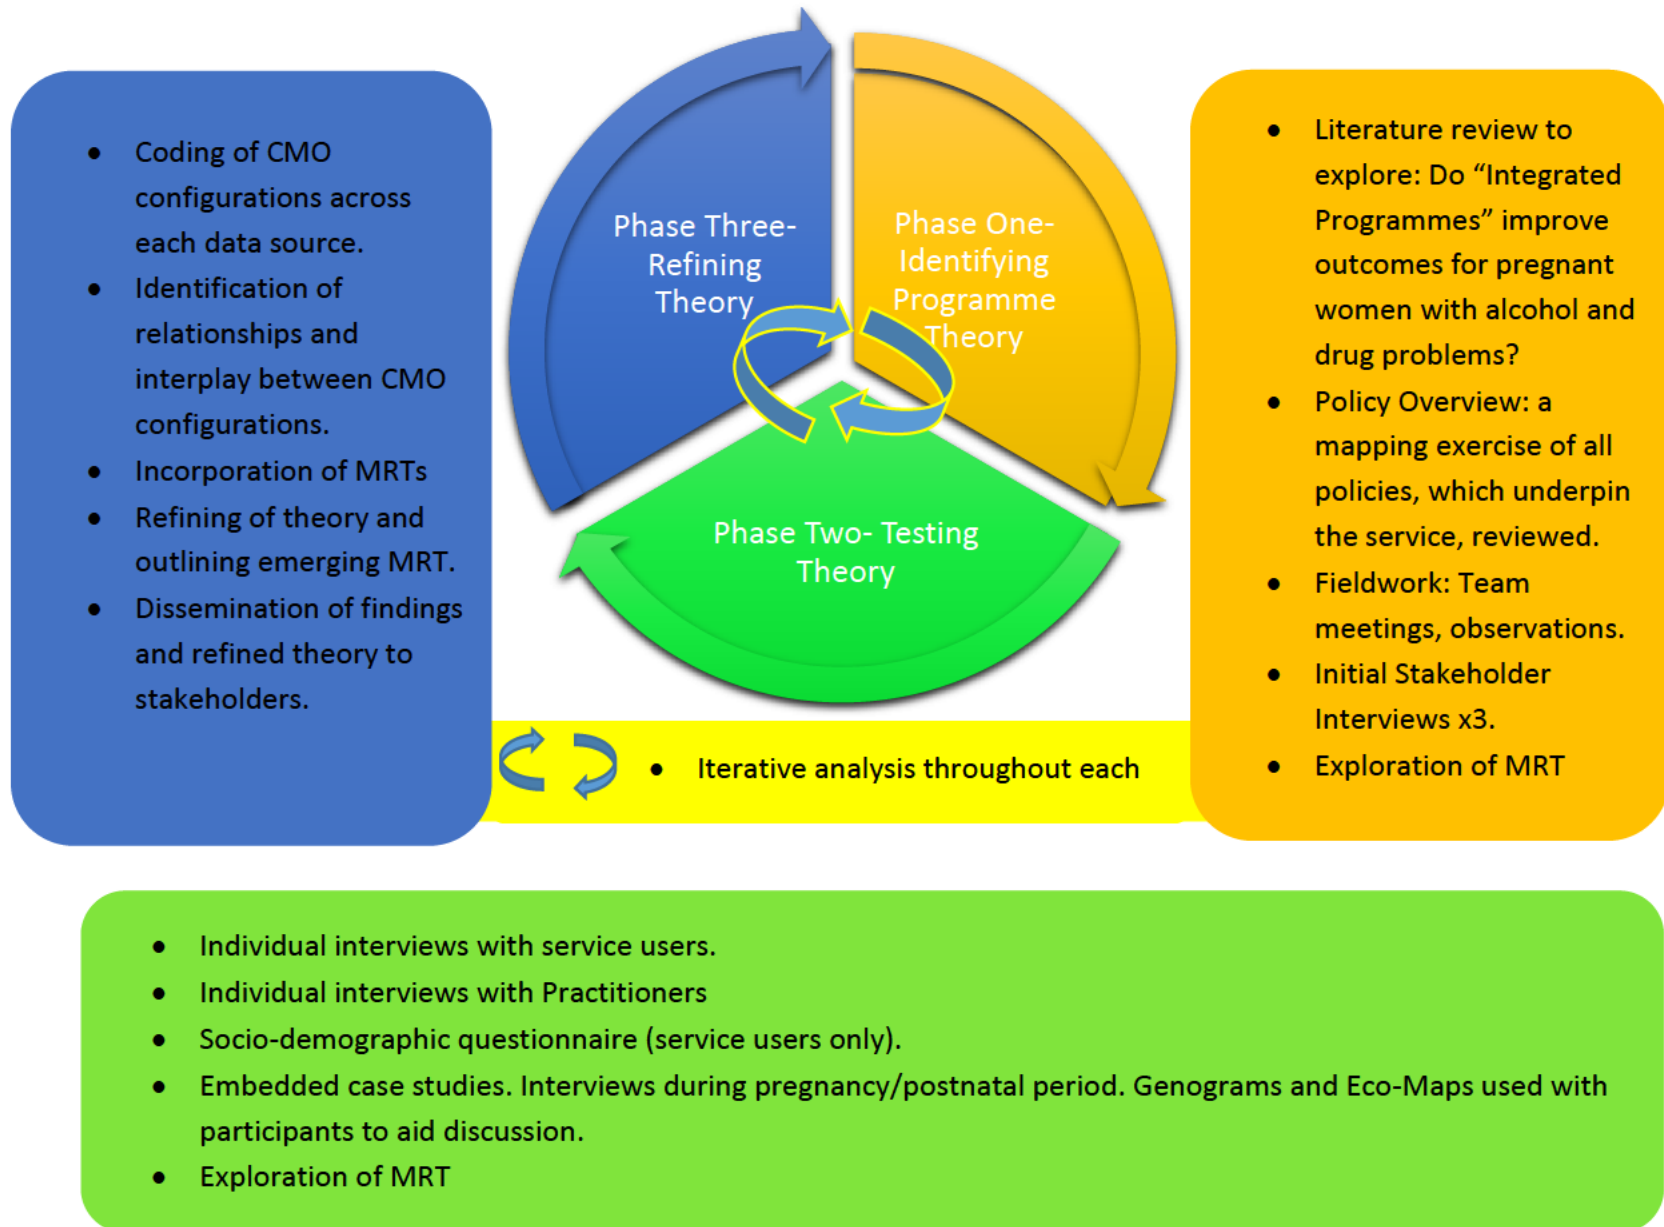 Phase Three-
Refining
Theory
Phase One-
Identifying
Programme
Theory
Phase Two- Testing
Theory
• Coding of CMO
configurations across
each data source.
• Identification of
relationships and
interplay between CMO
configurations.
• Incorporation of MRTs
• Refining of theory and
outlining emerging MRT.
• Dissemination of findings
and refined theory to
stakeholders.
• Literature review to
explore: Do “Integrated
Programmes” improve
outcomes for pregnant
women with alcohol and
drug problems?
• Policy Overview: a
mapping exercise of all
policies, which underpin
the service, reviewed.
• Fieldwork: Team
meetings, observations.
• Initial Stakeholder
Interviews x3.
• Exploration of MRT
• Iterative analysis throughout each
• Individual interviews with service users.
• Individual interviews with Practitioners
• Socio-demographic questionnaire (service users only).
• Embedded case studies. Interviews during pregnancy/postnatal period. Genograms and Eco-Maps used with
participants to aid discussion.
• Exploration of MRT